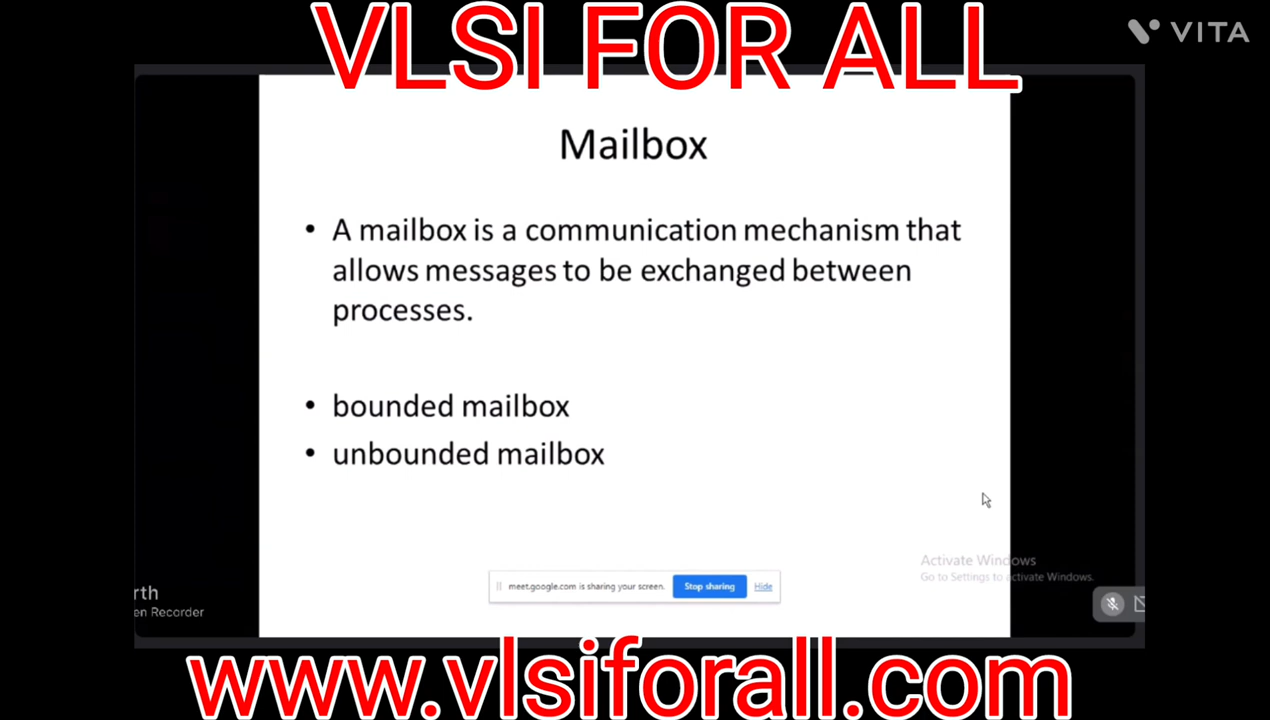 VLSI FOR ALL
VITA
Mailbox
• A mailbox is a communication mechanism that
allows messages to be exchanged between
processes.
• bounded mailbox
• unbounded mailbox
Activate Windows
Go to Settings to activate Windows.
meet.google.com is sharing your screen. Stop sharing Hide
rth
en Recorder
www.vlsiforall.com